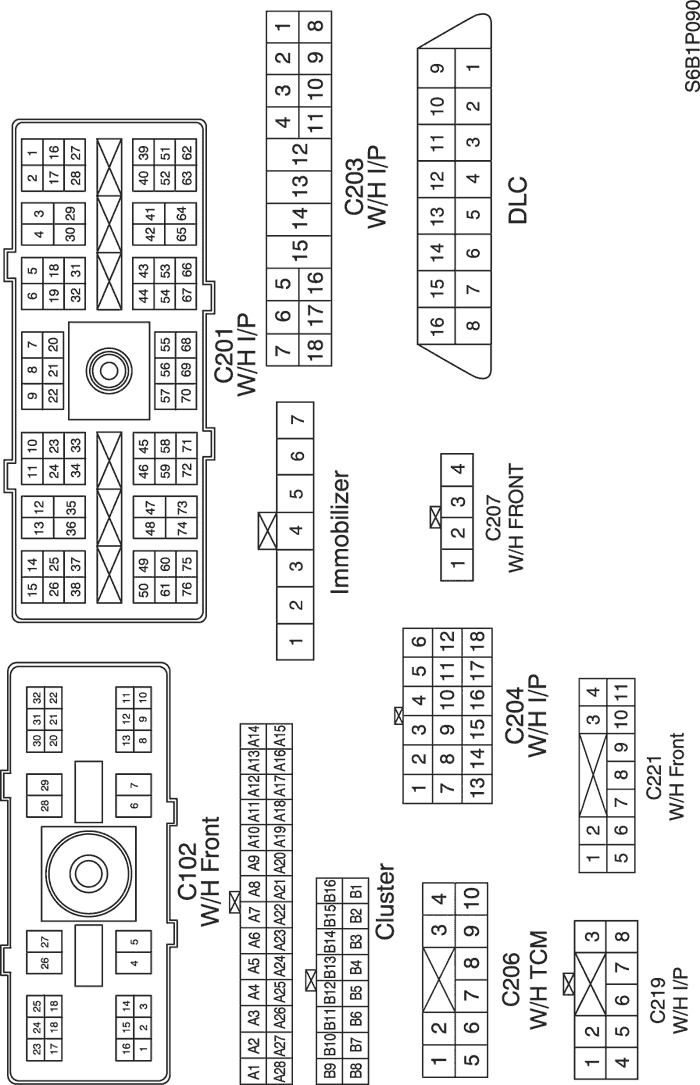 23 24 25 26 27 28 29 30 31 32
17 18 18 20 21 22
16 15 14 13 12 11
1 2 3 4 5 6 7 8 9 10
C102
W/H Front
15 14 13 12 11 10 9 8 7 6 5 4 3 2 1
26 25 24 23 22 21 20 19 18 17 16
38 37 36 35 34 33 32 31 30 29 28 27
50 49 48 47 46 45 57 56 55 44 43 42 41 40 39
61 60 59 58 54 53 52 51
76 75 74 73 72 71 70 69 68 67 66 65 64 63 62
C201
W/H I/P
A1 A2 A3 A4 A5 A6 A7 A8 A9 A10 A11 A12 A13 A14
A28 A27 A26 A25 A24 A23 A22 A21 A20 A19 A18 A17 A16 A15
B9 B10 B11 B12 B13 B14 B15 B16
B8 B7 B6 B5 B4 B3 B2 B1
Cluster
1 2 3 4 5 6 7
Immobilizer
7 6 5 15 14 13 12 4 3 2 1
18 17 16 11 10 9 8
C203
W/H I/P
1 2 3 4
5 6 7 8 9 10
C206
W/H TCM
1 2 3 4 5 6
7 8 9 10 11 12
13 14 15 16 17 18
C204
W/H I/P
1 2 3 4
C207
W/H FRONT
16 15 14 13 12 11 10 9
8 7 6 5 4 3 2 1
DLC
1 2 3
4 5 6 7 8
C219
W/H I/P
1 2 3 4
5 6 7 8 9 10 11
C221
W/H Front
S6B1P090